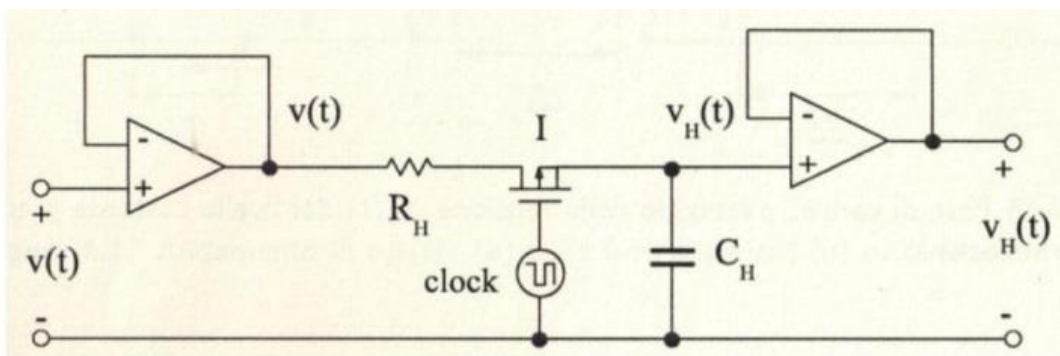 v(t)
I
v_H(t)
-
+
R_H
-
+
+
v(t)
-
clock
C_H
+
v_H(t)
-